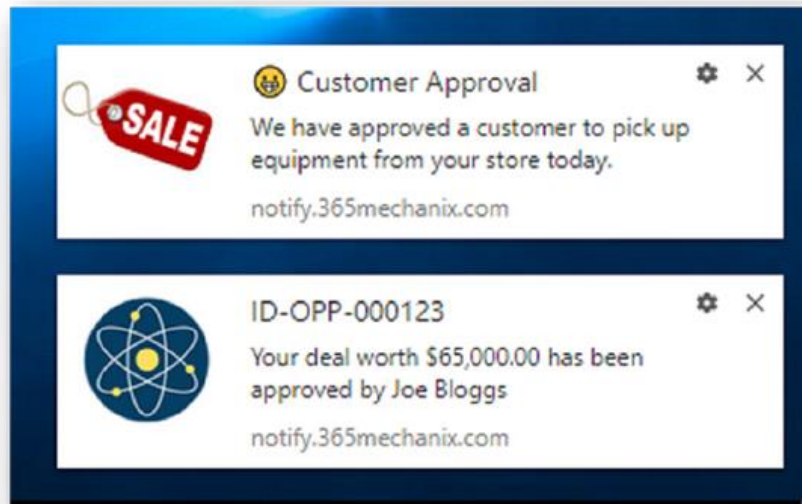 SALE
😀 Customer Approval
We have approved a customer to pick up
equipment from your store today.
notify.365mechanix.com
ID-OPP-000123
Your deal worth $65,000.00 has been
approved by Joe Bloggs
notify.365mechanix.com